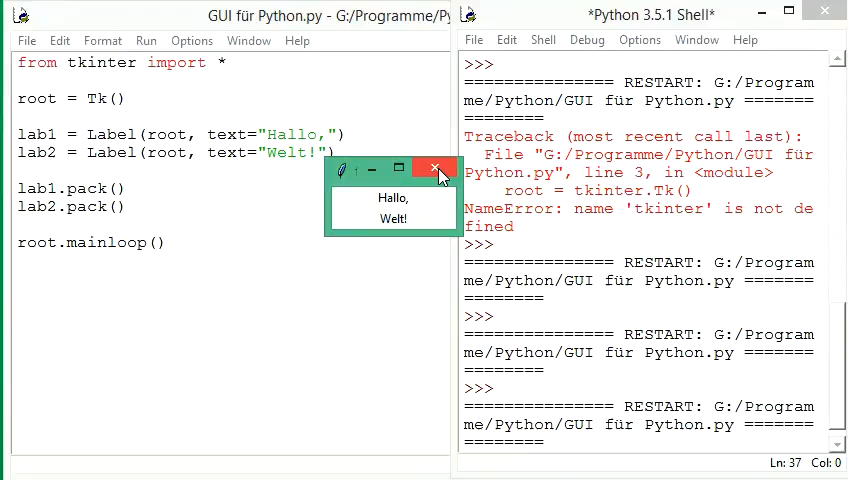 GUI für Python.py - G:/Programme/Py
File Edit Format Run Options Window Help
from tkinter import *
root = Tk()
lab1 = Label(root, text="Hallo,")
lab2 = Label(root, text="Welt!")
lab1.pack()
lab2.pack()
root.mainloop()
Hallo,
Welt!
*Python 3.5.1 Shell*
File Edit Shell Debug Options Window Help
>>>
=============== RESTART: G:/Program
me/Python/GUI für Python.py =======
========
Traceback (most recent call last):
  File "G:/Programme/Python/GUI für
Python.py", line 3, in <module>
    root = tkinter.Tk()
NameError: name 'tkinter' is not de
fined
>>>
=============== RESTART: G:/Program
me/Python/GUI für Python.py =======
========
>>>
=============== RESTART: G:/Program
me/Python/GUI für Python.py =======
========
>>>
=============== RESTART: G:/Program
me/Python/GUI für Python.py =======
========
Ln: 37 Col: 0